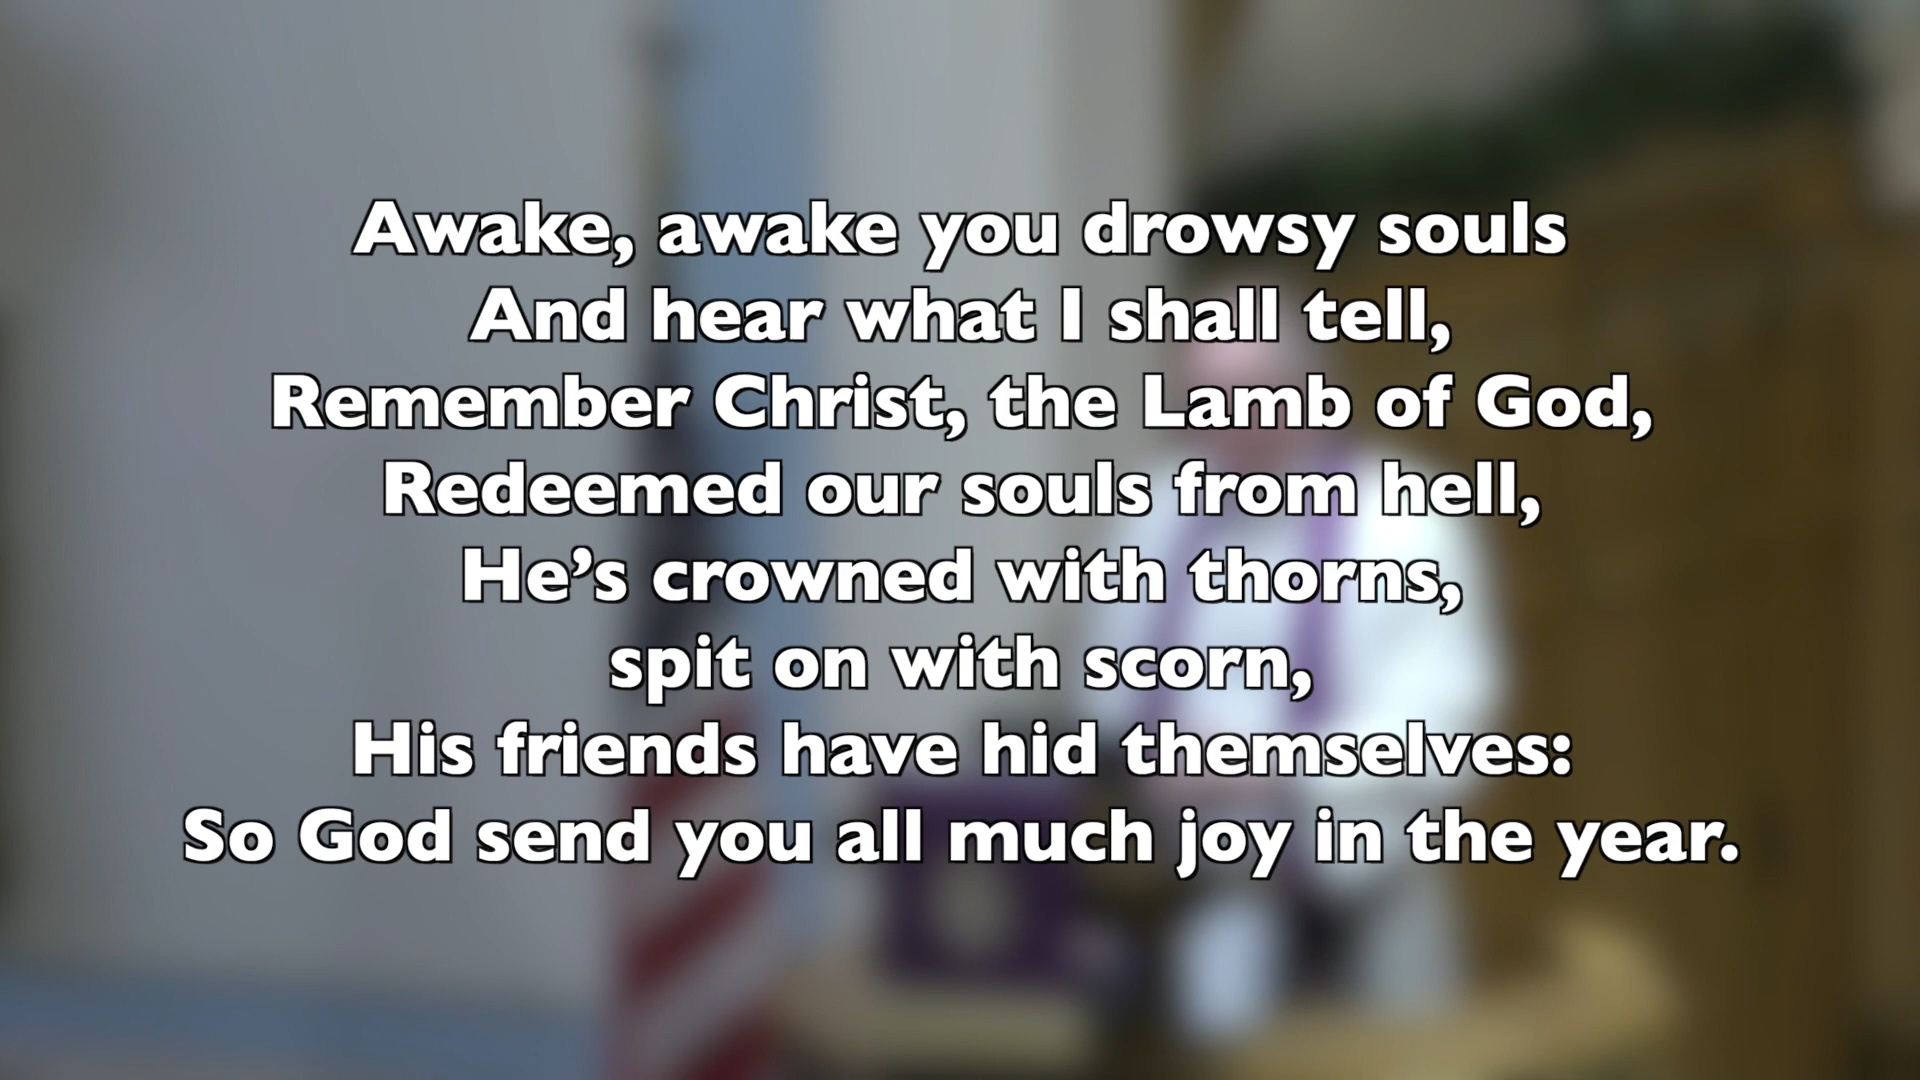 Awake, awake you drowsy souls
And hear what I shall tell,
Remember Christ, the Lamb of God,
Redeemed our souls from hell,
He’s crowned with thorns,
spit on with scorn,
His friends have hid themselves:
So God send you all much joy in the year.